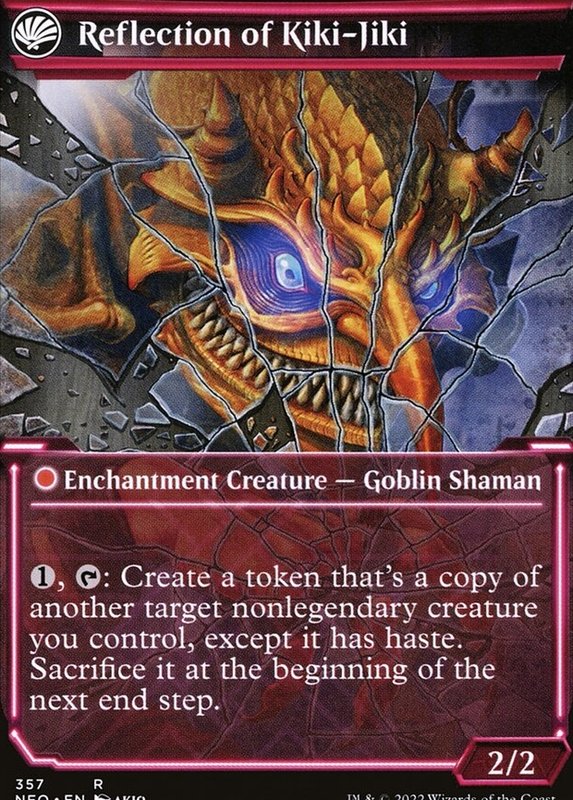 Reflection of Kiki-Jiki
Enchantment Creature — Goblin Shaman
1, : Create a token that's a copy of
another target nonlegendary creature
you control, except it has haste.
Sacrifice it at the beginning of the
next end step.
2/2
357 R
NEO • EN AKIO
TM & © 2022 Wizards of the Coast